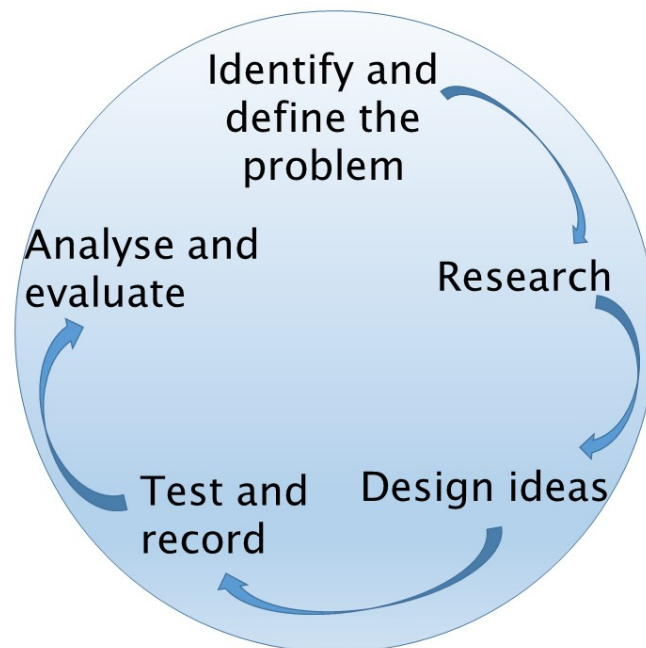 Identify and
define the
problem
Research
Design ideas
Test and
record
Analyse and
evaluate